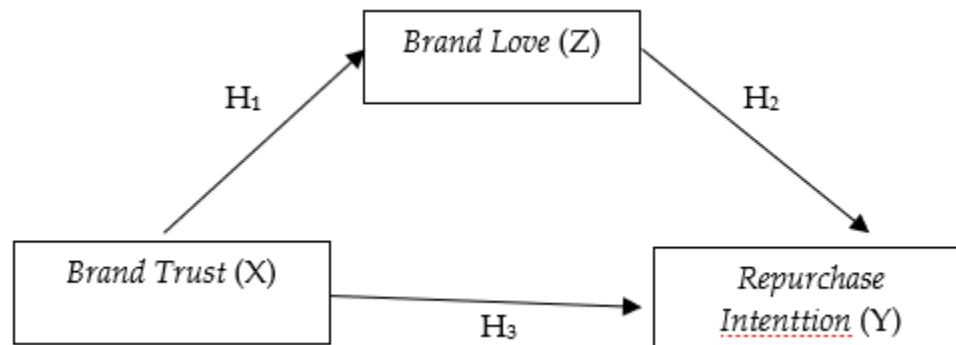 Brand Love (Z)
H₁
H₂
Brand Trust (X)
Repurchase
Intenttion (Y)
H₃